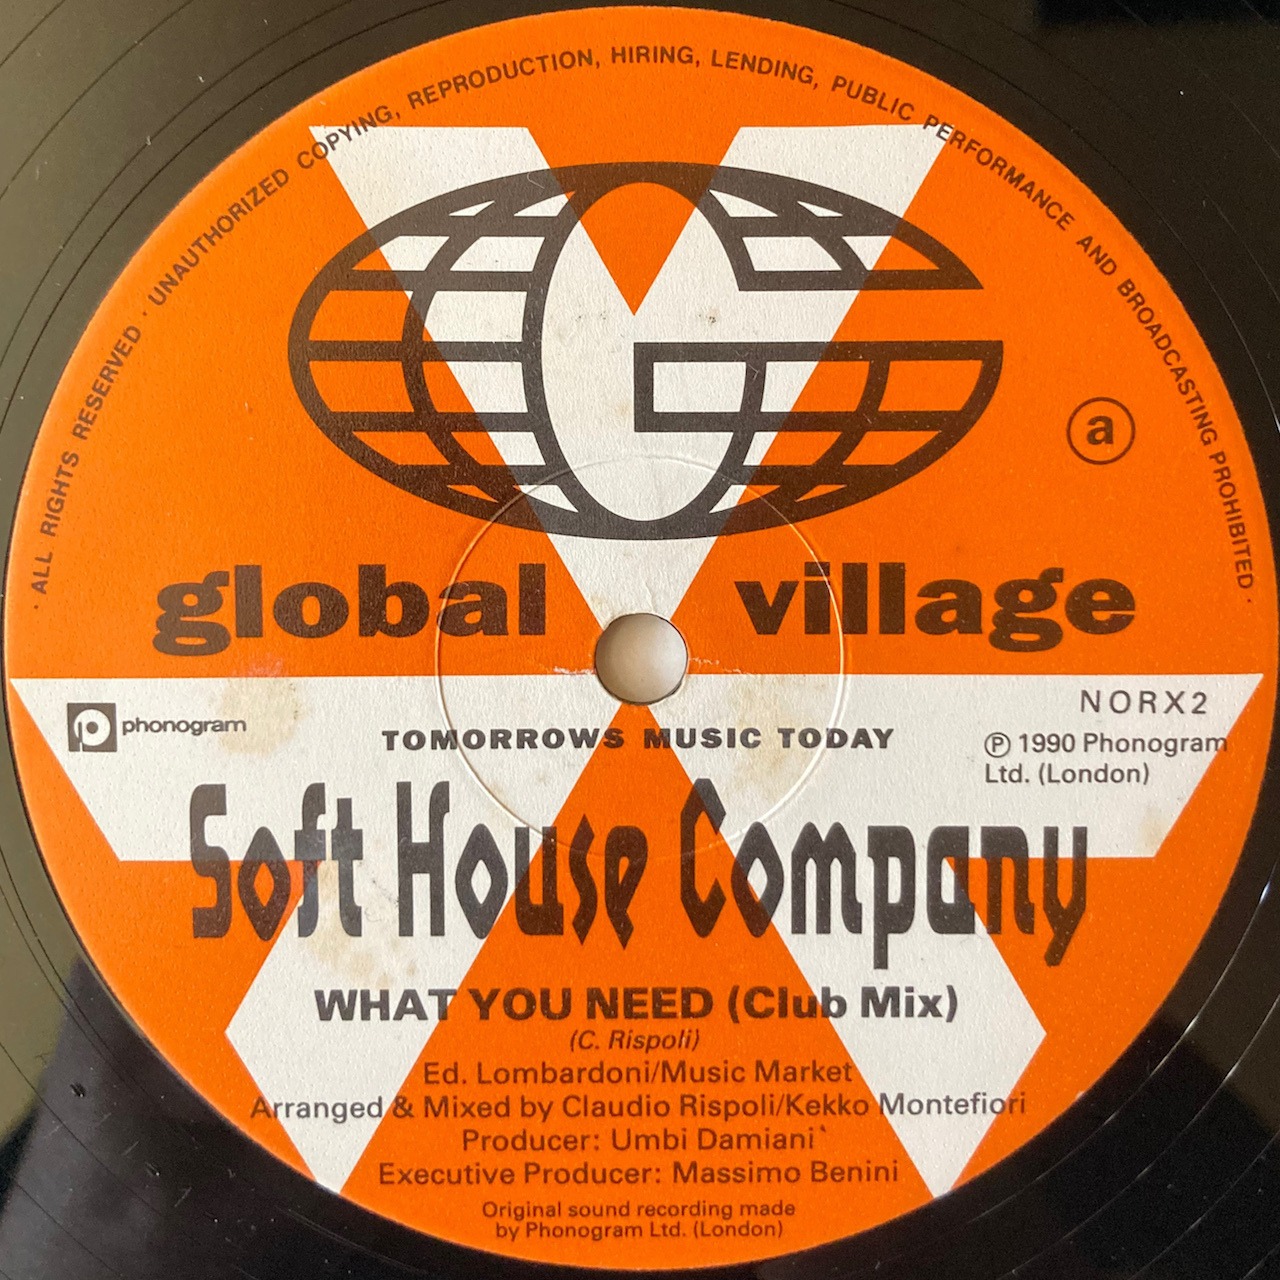 · ALL RIGHTS RESERVED · UNAUTHORIZED COPYING, REPRODUCTION, HIRING, LENDING, PUBLIC PERFORMANCE AND BROADCASTING PROHIBITED ·
G
a
global village
NORX2
phonogram
TOMORROWS MUSIC TODAY
℗ 1990 Phonogram
Ltd. (London)
Soft House Company
WHAT YOU NEED (Club Mix)
(C. Rispoli)
Ed. Lombardoni/Music Market
Arranged & Mixed by Claudio Rispoli/Kekko Montefiori
Producer: Umbi Damiani`
Executive Producer: Massimo Benini
Original sound recording made
by Phonogram Ltd. (London)